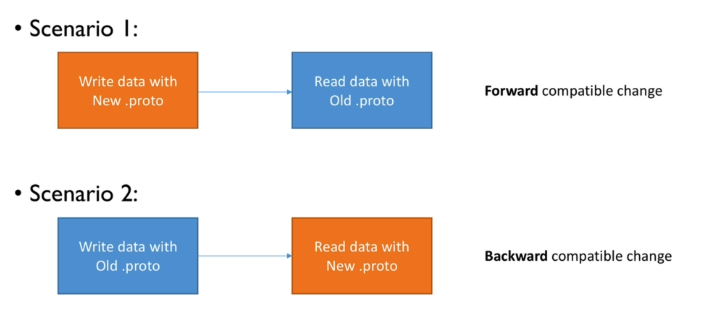 • Scenario 1:
Write data with
New .proto
Read data with
Old .proto
Forward compatible change
• Scenario 2:
Write data with
Old .proto
Read data with
New .proto
Backward compatible change